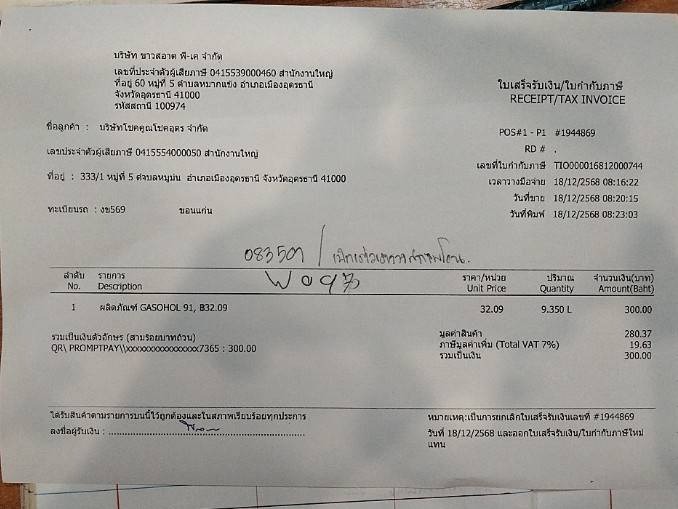 บริษัท ขาวสอาด พี-เค จำกัด
เลขที่ประจำตัวผู้เสียภาษี 0415539000460 สำนักงานใหญ่
ที่อยู่ 60 หมู่ที่ 5 ตำบลหมากแข้ง อำเภอเมืองอุดรธานี
จังหวัดอุดรธานี 41000
รหัสสถานี 100974
ใบเสร็จรับเงิน/ใบกำกับภาษี
RECEIPT/TAX INVOICE
ชื่อลูกค้า : บริษัทโชคคูณโชคอุดร จำกัด
POS#1 - P1 #1944869
RD # .
เลขประจำตัวผู้เสียภาษี 0415554000050 สำนักงานใหญ่
เลขที่ใบกำกับภาษี TIO000016812000744
ที่อยู่ : 333/1 หมู่ที่ 5 ตำบลหมูม่น อำเภอเมืองอุดรธานี จังหวัดอุดรธานี 41000
เวลาวางมือจ่าย 18/12/2568 08:16:22
วันที่ขาย 18/12/2568 08:20:15
วันที่พิมพ์ 18/12/2568 08:23:03
ทะเบียนรถ : งข569 ขอนแก่น
083501 /
ลำดับ รายการ ราคา/หน่วย ปริมาณ จำนวนเงิน(บาท)
No. Description Unit Price Quantity Amount(Baht)
1 ผลิตภัณฑ์ GASOHOL 91, B32.09 32.09 9.350 L 300.00
รวมเป็นเงินตัวอักษร (สามร้อยบาทถ้วน)
QR\ PROMPTPAY\\xxxxxxxxxxxxxxxx7365 : 300.00
มูลค่าสินค้า 280.37
ภาษีมูลค่าเพิ่ม (Total VAT 7%) 19.63
รวมเป็นเงิน 300.00
ได้รับสินค้าตามรายการบนนี้ไว้ถูกต้องและในสภาพเรียบร้อยทุกประการ
ลงชื่อผู้รับเงิน :
หมายเหตุ:เป็นการยกเลิกใบเสร็จรับเงินเลขที่ #1944869
วันที่ 18/12/2568 และออกใบเสร็จรับเงิน/ใบกำกับภาษีใหม่
แทน